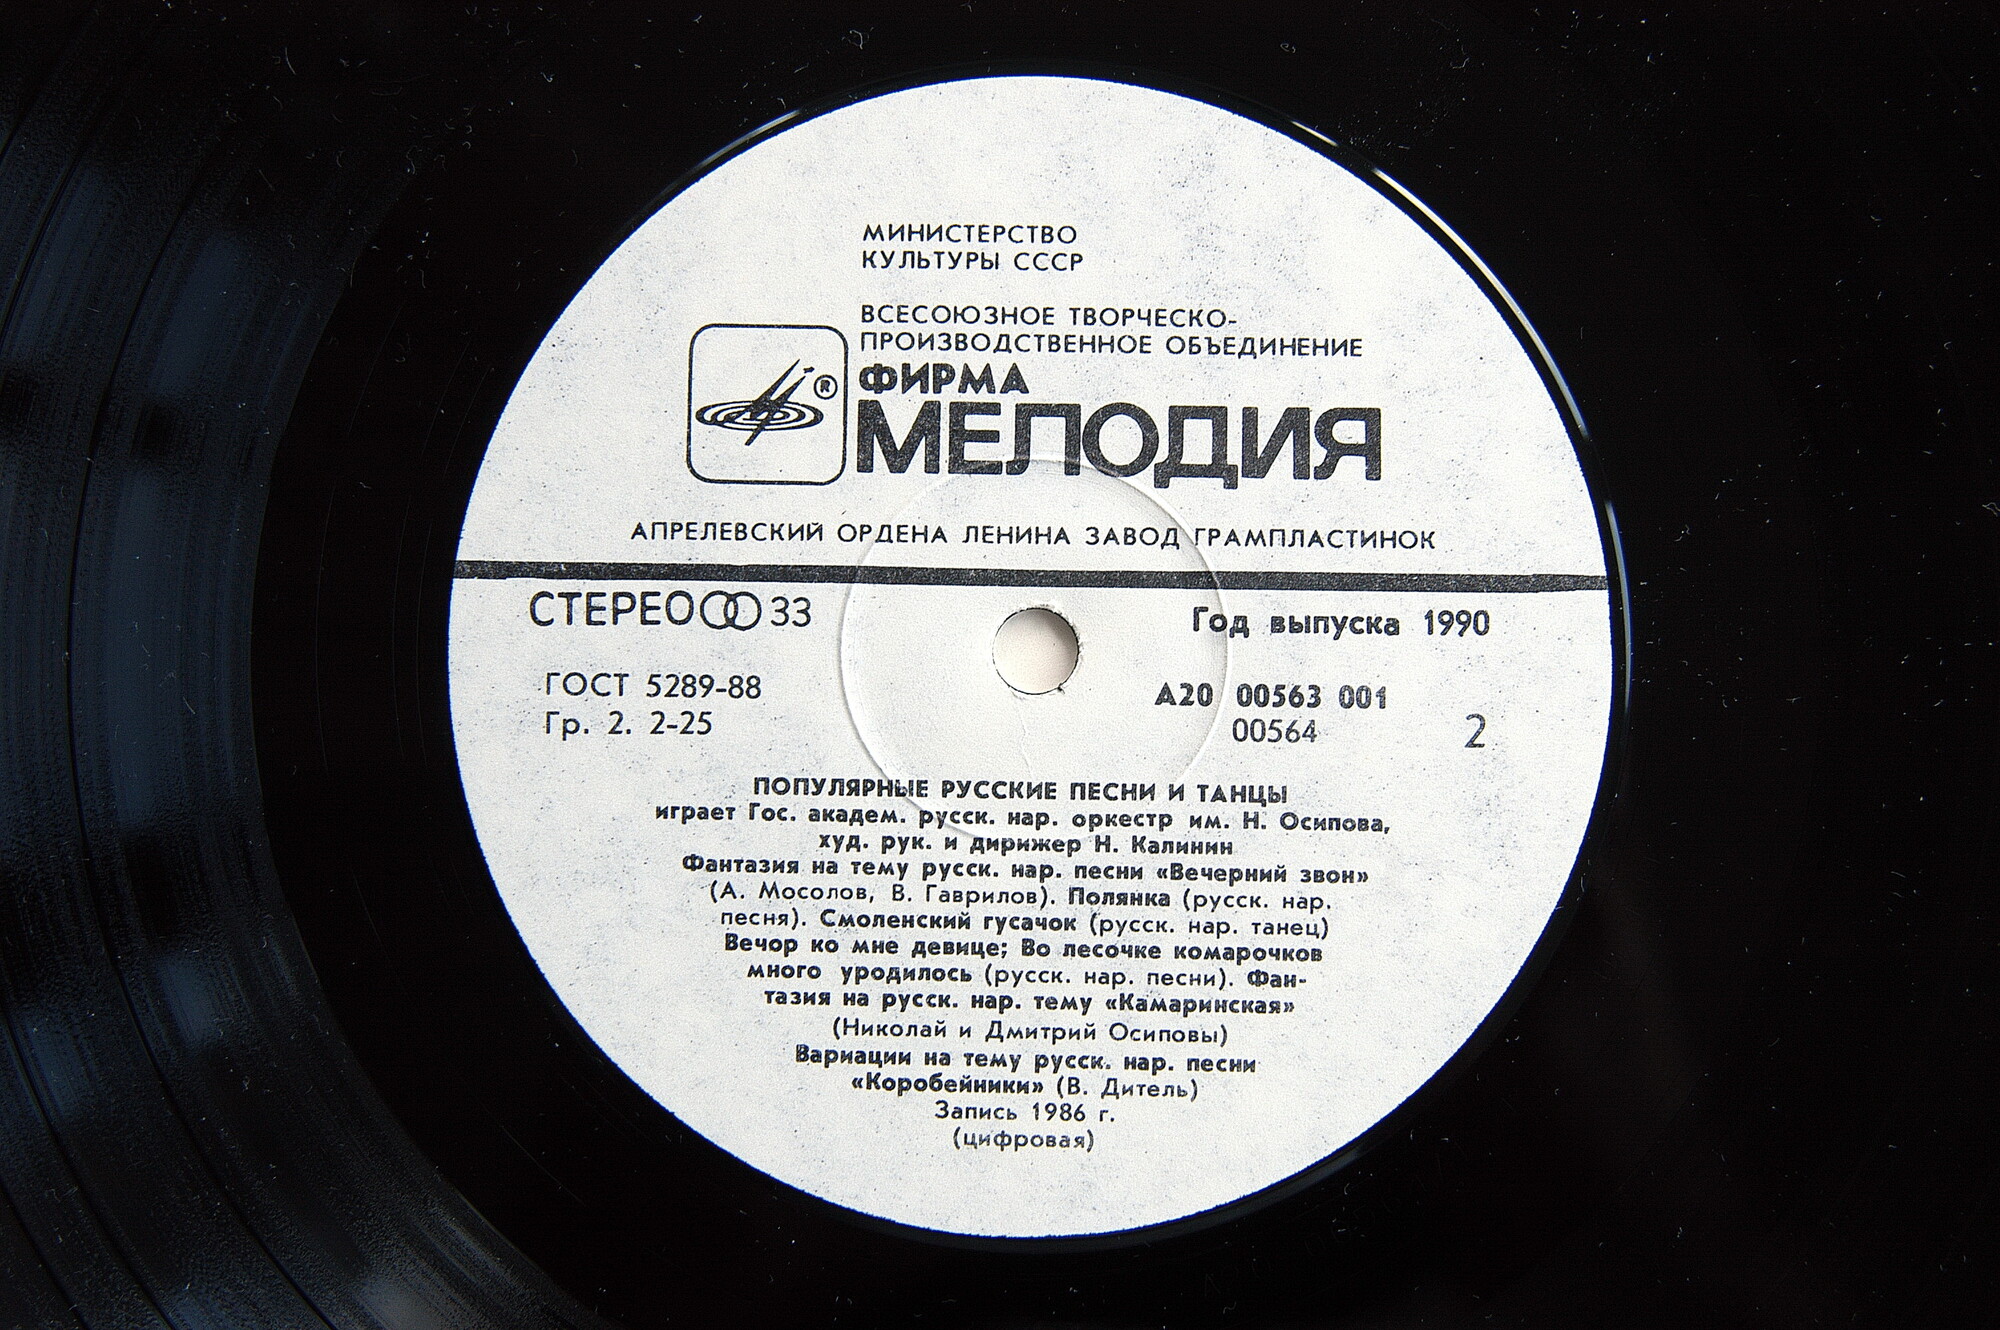 МИНИСТЕРСТВО
КУЛЬТУРЫ СССР
ВСЕСОЮЗНОЕ ТВОРЧЕСКО-
ПРОИЗВОДСТВЕННОЕ ОБЪЕДИНЕНИЕ
®
ФИРМА
МЕЛОДИЯ
АПРЕЛЕВСКИЙ ОРДЕНА ЛЕНИНА ЗАВОД ГРАМПЛАСТИНОК
СТЕРЕО 33
Год выпуска 1990
ГОСТ 5289-88
Гр. 2. 2-25
А20 00563 001
00564
2
ПОПУЛЯРНЫЕ РУССКИЕ ПЕСНИ И ТАНЦЫ
играет Гос. академ. русск. нар. оркестр им. Н. Осипова,
худ. рук. и дирижер Н. Калинин
Фантазия на тему русск. нар. песни «Вечерний звон»
(А. Мосолов, В. Гаврилов). Полянка (русск. нар.
песня). Смоленский гусачок (русск. нар. танец)
Вечор ко мне девице; Во лесочке комарочков
много уродилось (русск. нар. песни). Фан-
тазия на русск. нар. тему «Камаринская»
(Николай и Дмитрий Осиповы)
Вариации на тему русск. нар. песни
«Коробейники» (В. Дитель)
Запись 1986 г.
(цифровая)